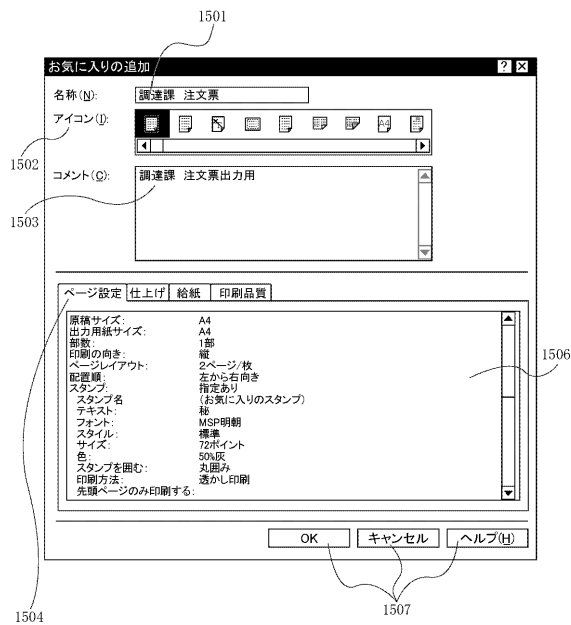 1501
お気に入りの追加
名称(N):
調達課 注文票
アイコン(I):
A4
1502
コメント(C):
調達課 注文票出力用
1503
ページ設定 仕上げ 給紙 印刷品質
原稿サイズ: A4
出力用紙サイズ: A4
部数: 1部
印刷の向き: 縦
ページレイアウト: 2ページ/枚
配置順: 左から右向き
スタンプ: 指定あり
スタンプ名 (お気に入りのスタンプ)
テキスト: 秘
フォント: MSP明朝
スタイル: 標準
サイズ: 72ポイント
色: 50%灰
スタンプを囲む: 丸囲み
印刷方法: 透かし印刷
先頭ページのみ印刷する:
1506
OK キャンセル ヘルプ(H)
1504
1507